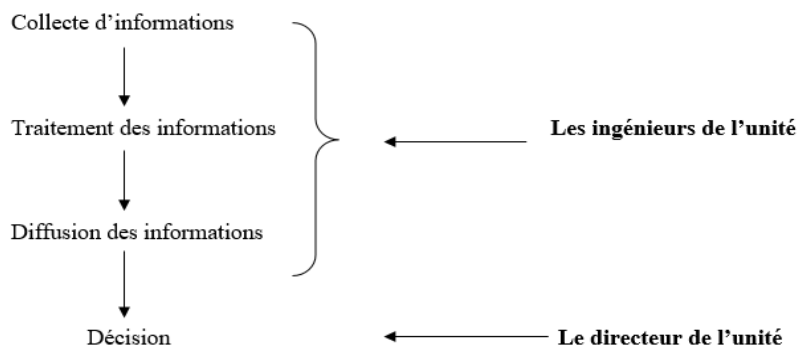 Collecte d’informations
Traitement des informations
Les ingénieurs de l’unité
Diffusion des informations
Décision
Le directeur de l’unité